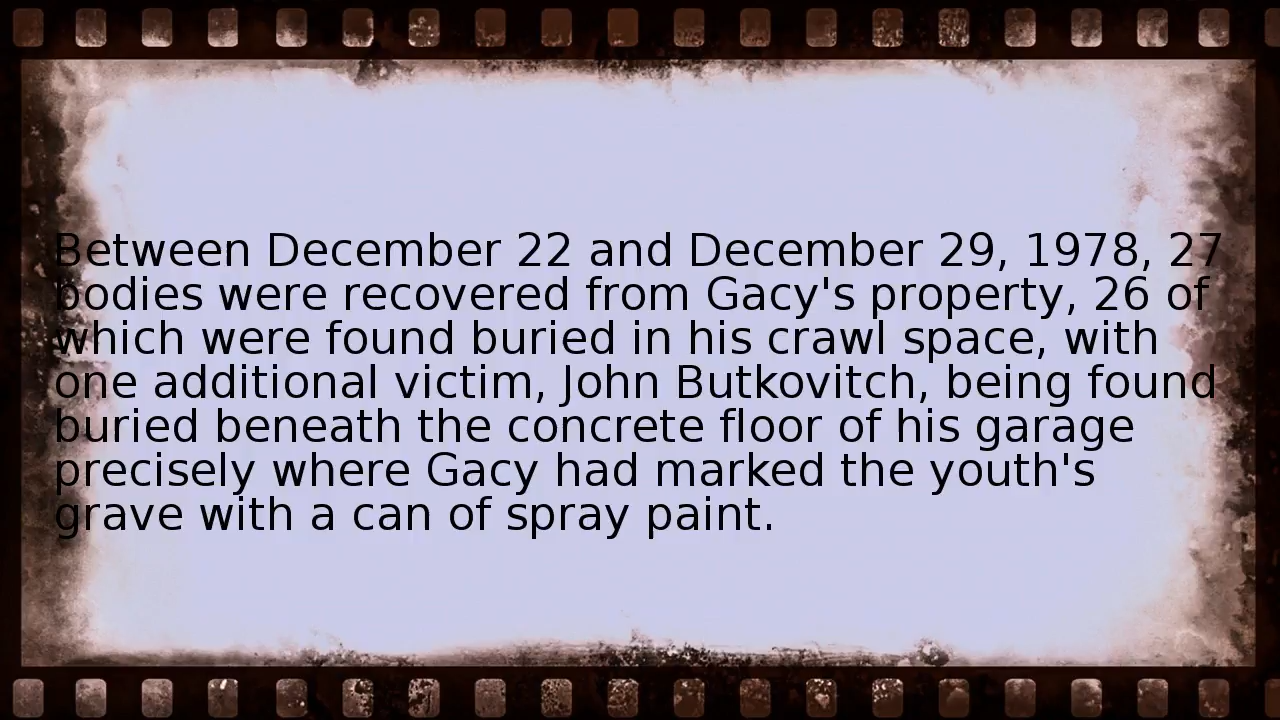 Between December 22 and December 29, 1978, 27
bodies were recovered from Gacy's property, 26 of
which were found buried in his crawl space, with
one additional victim, John Butkovitch, being found
buried beneath the concrete floor of his garage
precisely where Gacy had marked the youth's
grave with a can of spray paint.